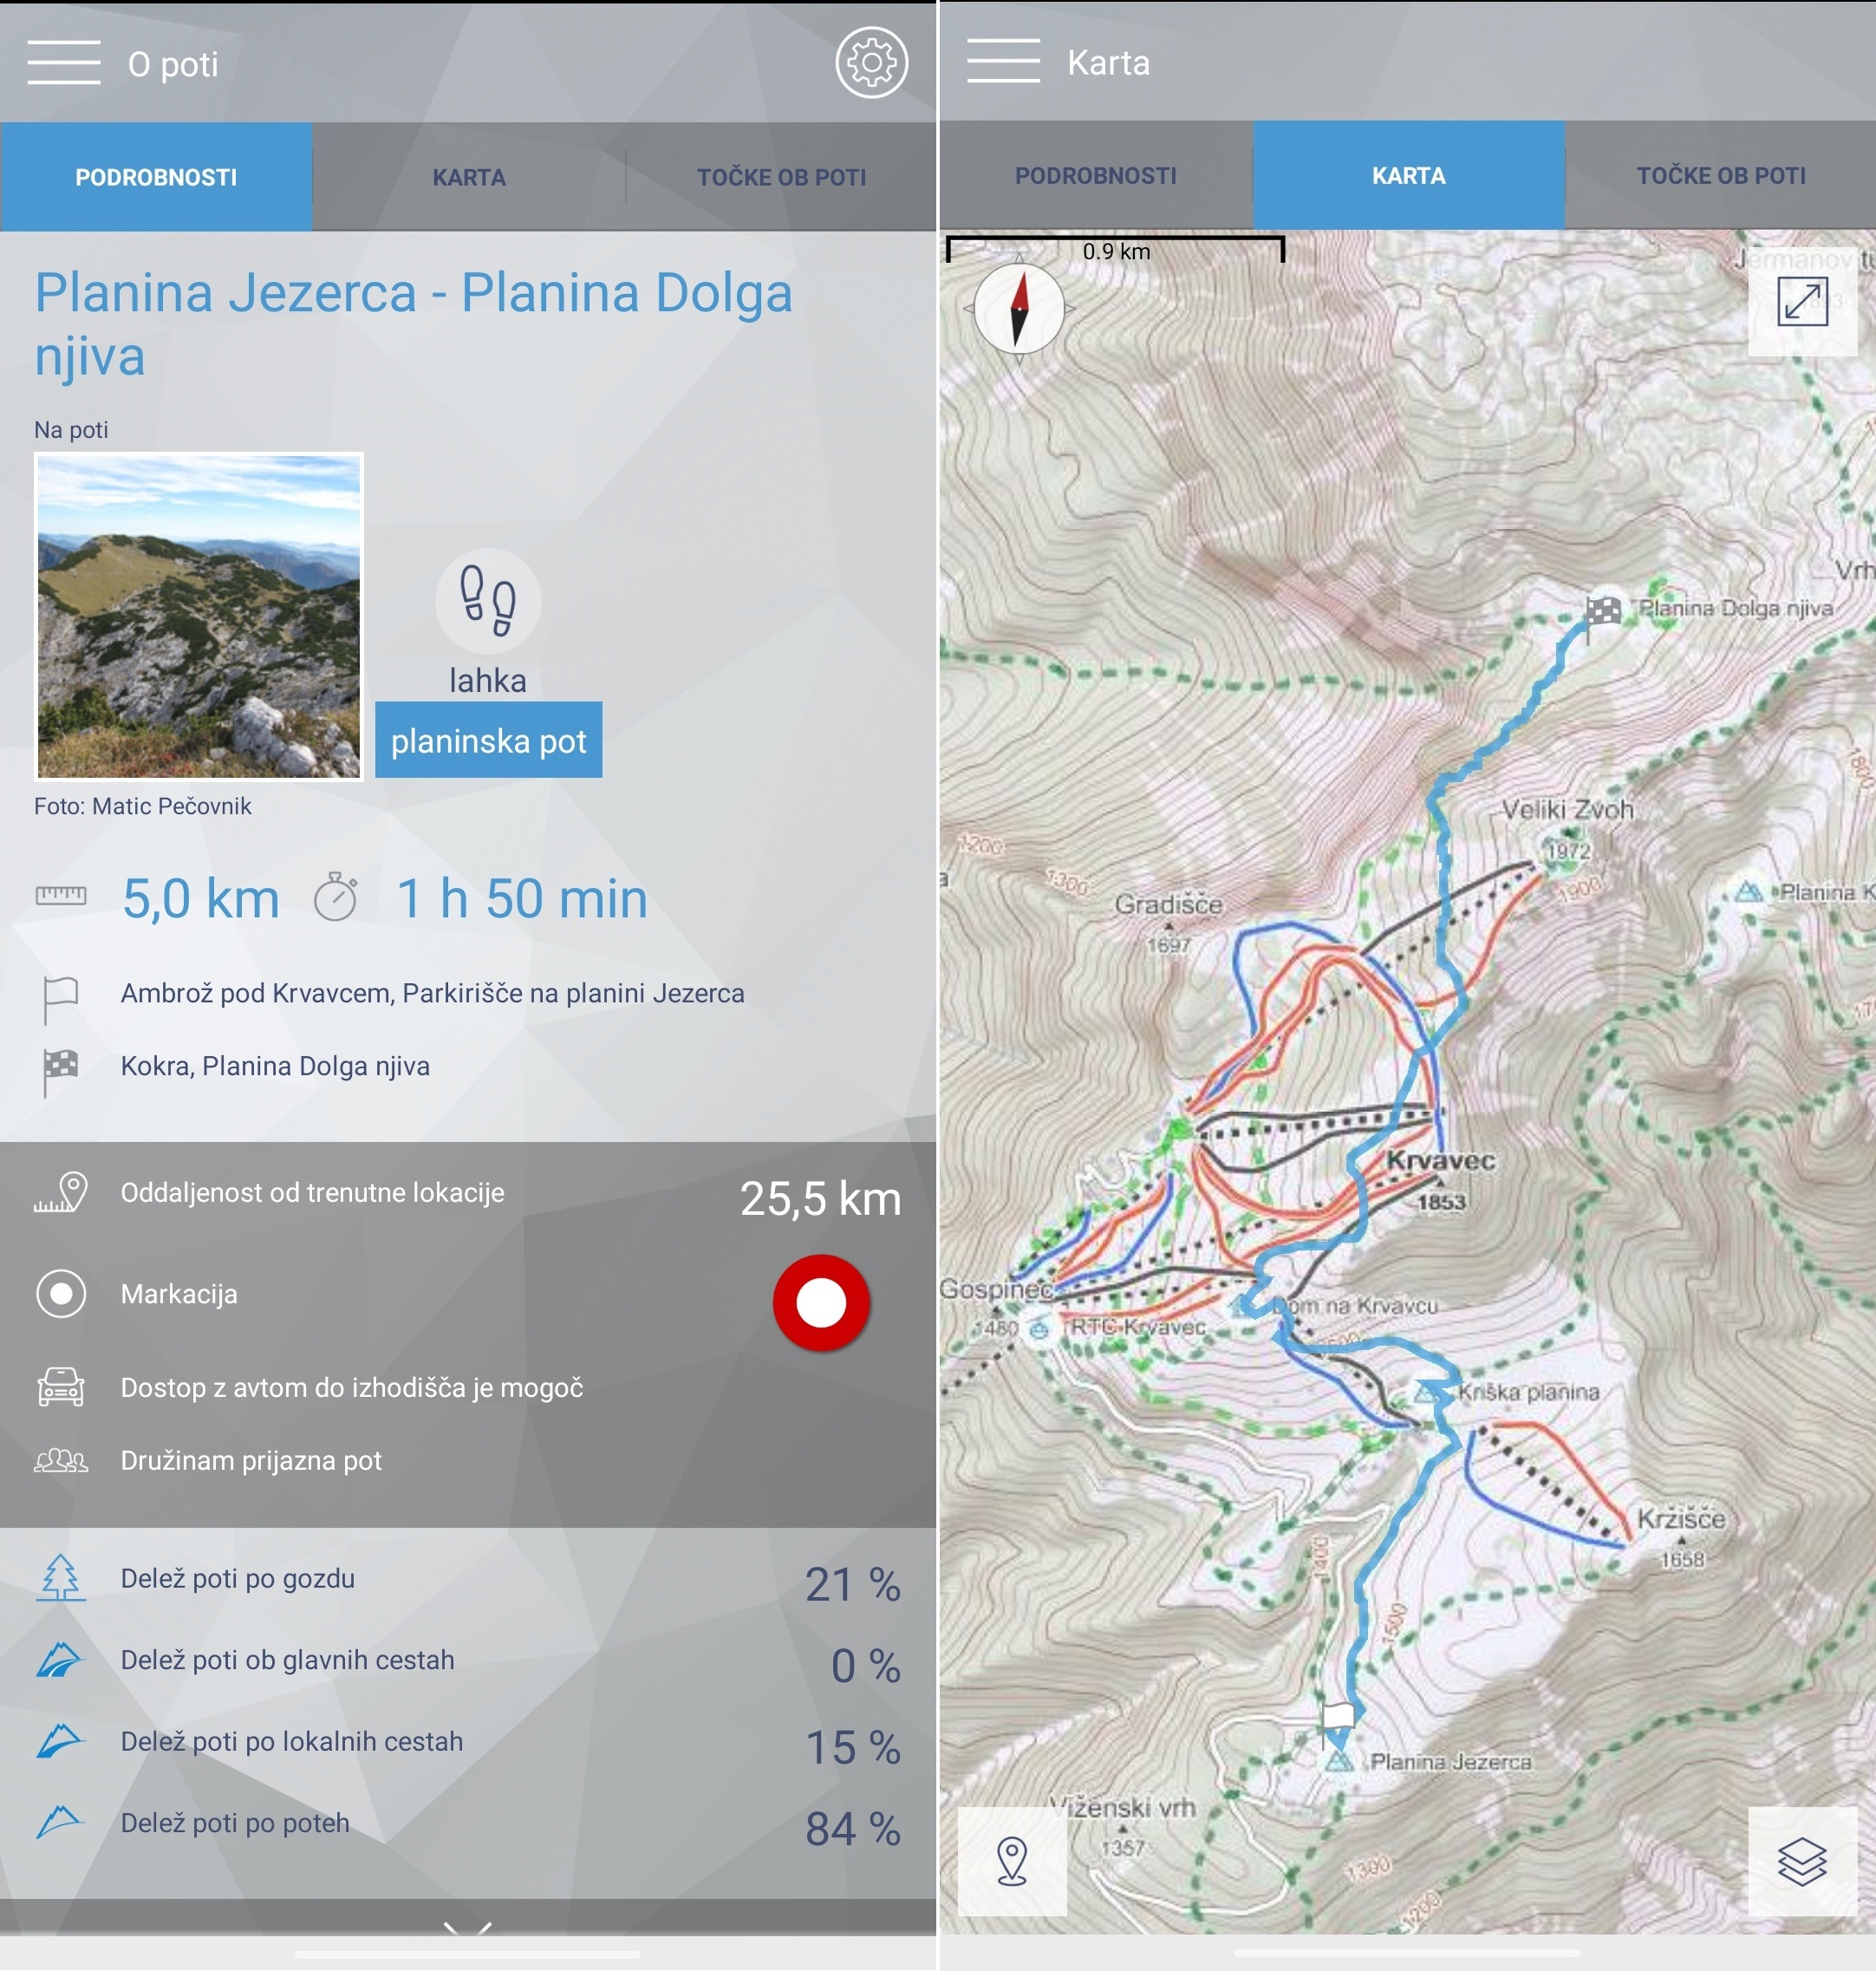 O poti
PODROBNOSTI
KARTA
TOČKE OB POTI
Planina Jezerca - Planina Dolga
njiva
Na poti
lahka
planinska pot
Foto: Matic Pečovnik
5,0 km
1 h 50 min
Ambrož pod Krvavcem, Parkirišče na planini Jezerca
Kokra, Planina Dolga njiva
Oddaljenost od trenutne lokacije
25,5 km
Markacija
Dostop z avtom do izhodišča je mogoč
Družinam prijazna pot
Delež poti po gozdu
21 %
Delež poti ob glavnih cestah
0 %
Delež poti po lokalnih cestah
15 %
Delež poti po poteh
84 %
Karta
PODROBNOSTI
KARTA
TOČKE OB POTI
0.9 km
Planina Dolga njiva
Vrh
Veliki Zvoh
1972
1200
1300
1900
Planina K
Gradišče
1697
Krvavec
1853
Gospinec
1480
RTC Krvavec
Dom na Krvavcu
Kriška planina
Kržišče
1658
1400
1500
Planina Jezerca
Viženski vrh
1357
1300
1200